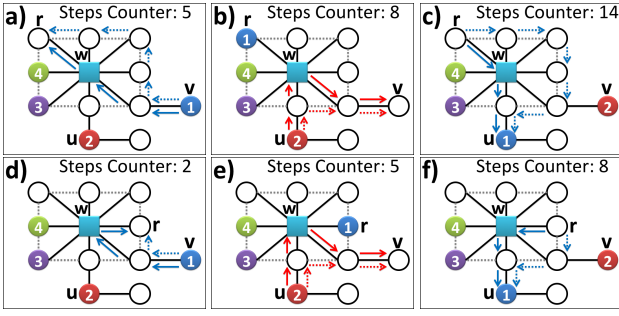 a) Steps Counter: 5
r
w
4
v
3
1
u 2
b) Steps Counter: 8
1
w
4
v
3
u 2
c) Steps Counter: 14
r
w
4
v
3
2
u 1
d) Steps Counter: 2
w
4
r
v
3
1
u 2
e) Steps Counter: 5
w
4
1 r
v
3
u 2
f) Steps Counter: 8
w
4
r
v
3
2
u 1